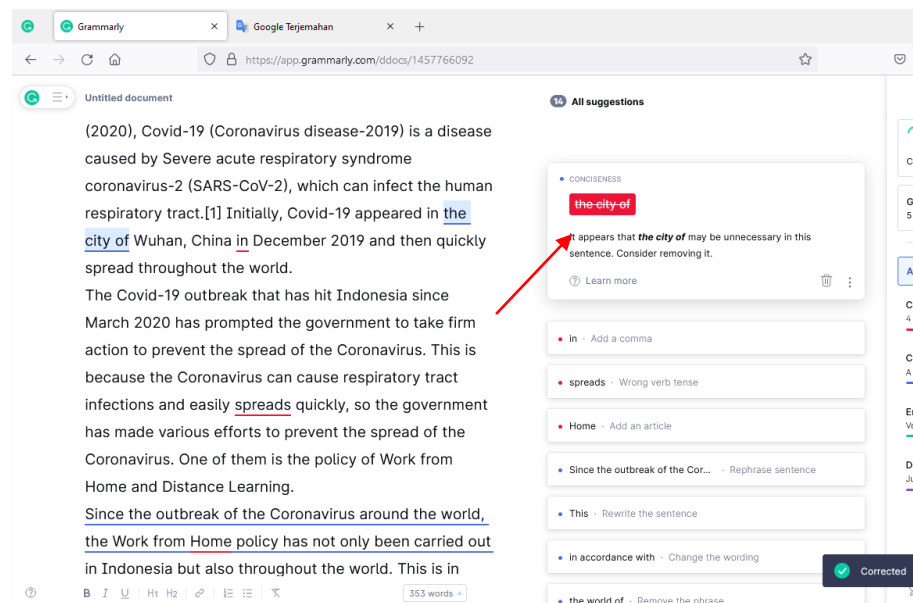 Grammarly
Google Terjemahan
https://app.grammarly.com/ddocs/1457766092
Untitled document
(2020), Covid-19 (Coronavirus disease-2019) is a disease
caused by Severe acute respiratory syndrome
coronavirus-2 (SARS-CoV-2), which can infect the human
respiratory tract.[1] Initially, Covid-19 appeared in the
city of Wuhan, China in December 2019 and then quickly
spread throughout the world.
The Covid-19 outbreak that has hit Indonesia since
March 2020 has prompted the government to take firm
action to prevent the spread of the Coronavirus. This is
because the Coronavirus can cause respiratory tract
infections and easily spreads quickly, so the government
has made various efforts to prevent the spread of the
Coronavirus. One of them is the policy of Work from
Home and Distance Learning.
Since the outbreak of the Coronavirus around the world,
the Work from Home policy has not only been carried out
in Indonesia but also throughout the world. This is in
B I U H1 H2
353 words
14 All suggestions
CONCISENESS
the city of
It appears that the city of may be unnecessary in this
sentence. Consider removing it.
Learn more
in · Add a comma
spreads · Wrong verb tense
Home · Add an article
Since the outbreak of the Cor... · Rephrase sentence
This · Rewrite the sentence
in accordance with · Change the wording
the world of · Remove the phrase
Corrected